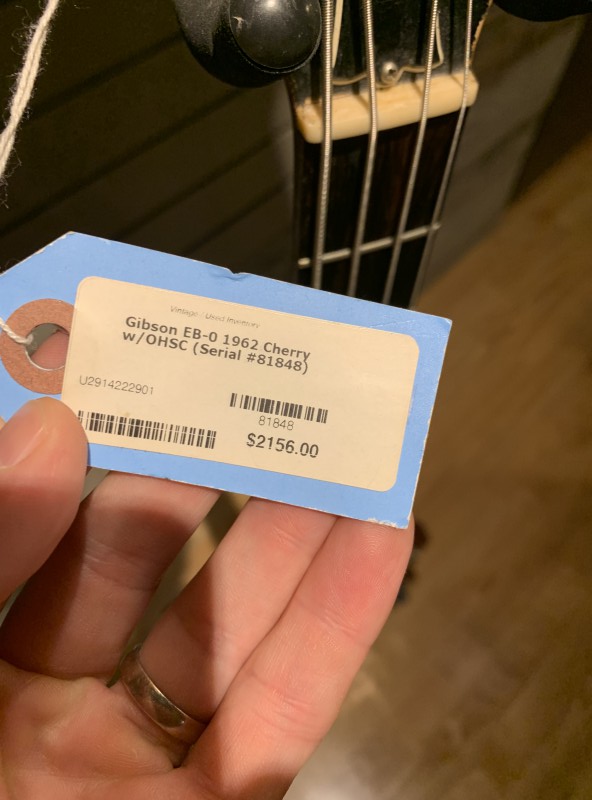 Vintage / Used Inventory
Gibson EB-0 1962 Cherry
w/OHSC (Serial #81848)
U2914222901
81848
$2156.00